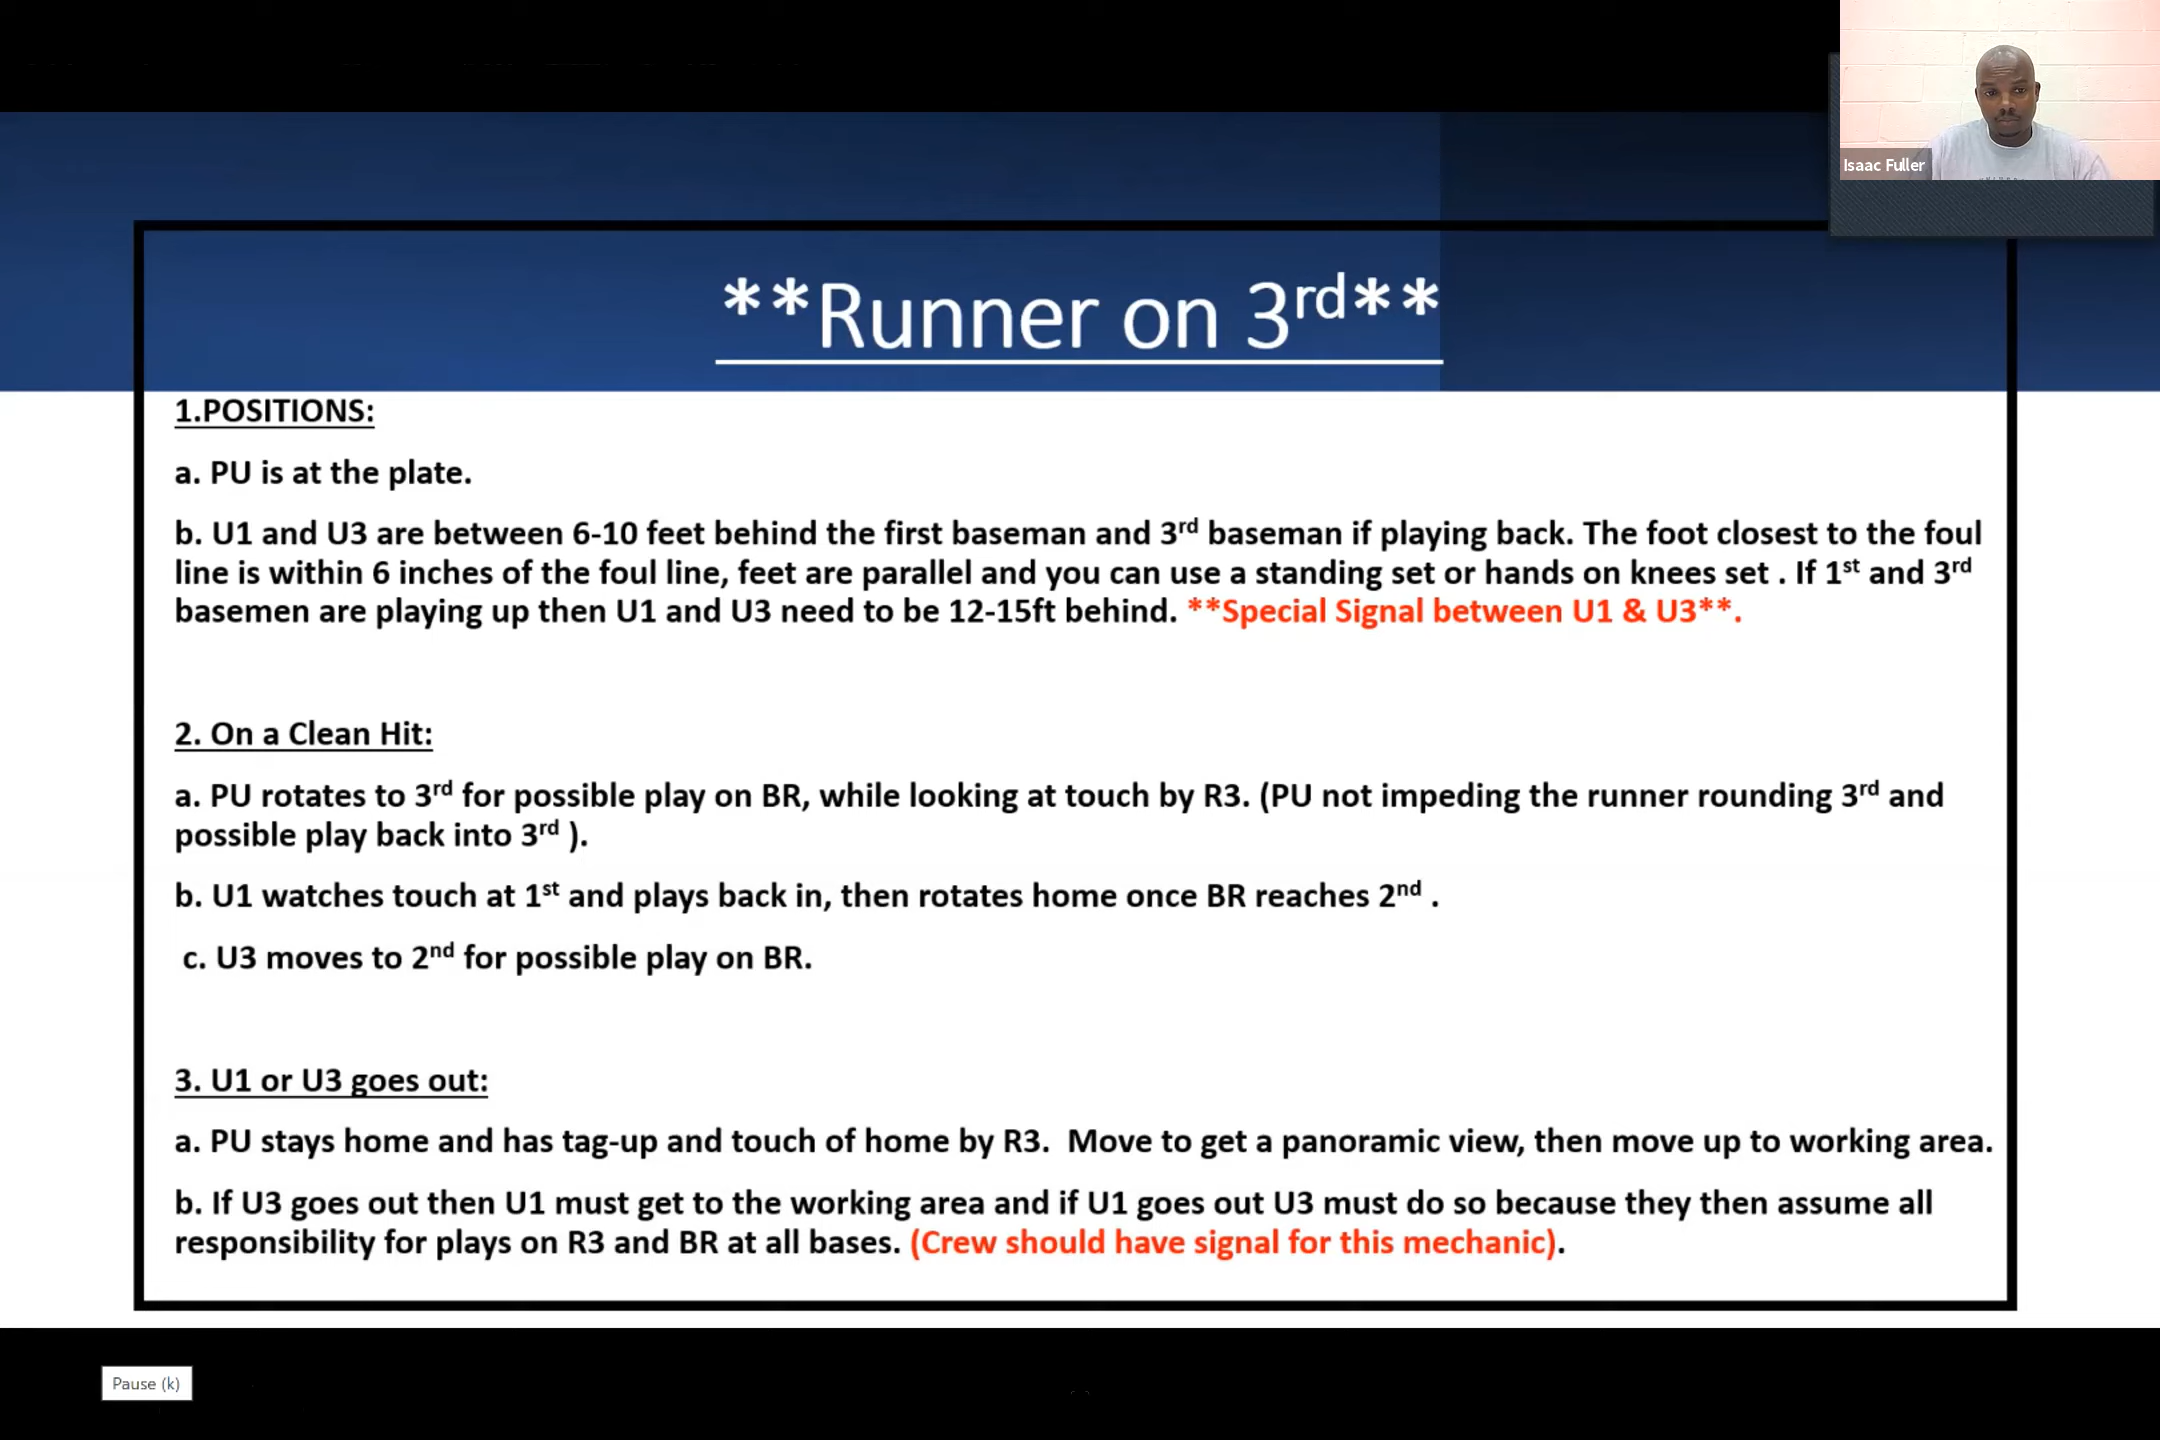 Isaac Fuller
**Runner on 3rd**
1.POSITIONS:
a. PU is at the plate.
b. U1 and U3 are between 6-10 feet behind the first baseman and 3rd baseman if playing back. The foot closest to the foul
line is within 6 inches of the foul line, feet are parallel and you can use a standing set or hands on knees set . If 1st and 3rd
basemen are playing up then U1 and U3 need to be 12-15ft behind. **Special Signal between U1 & U3**.
2. On a Clean Hit:
a. PU rotates to 3rd for possible play on BR, while looking at touch by R3. (PU not impeding the runner rounding 3rd and
possible play back into 3rd ).
b. U1 watches touch at 1st and plays back in, then rotates home once BR reaches 2nd .
c. U3 moves to 2nd for possible play on BR.
3. U1 or U3 goes out:
a. PU stays home and has tag-up and touch of home by R3.  Move to get a panoramic view, then move up to working area.
b. If U3 goes out then U1 must get to the working area and if U1 goes out U3 must do so because they then assume all
responsibility for plays on R3 and BR at all bases. (Crew should have signal for this mechanic).
Pause (k)